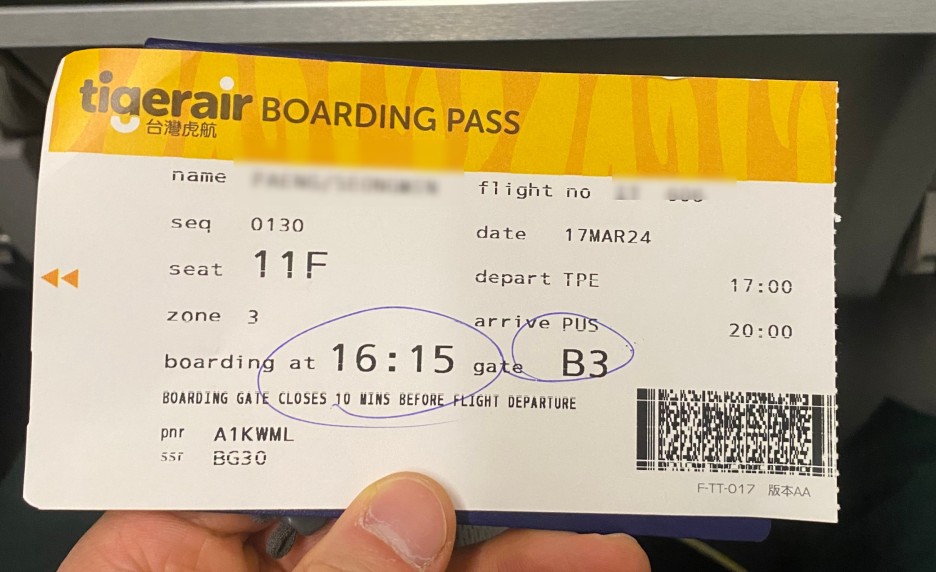 tigerair BOARDING PASS
台灣虎航
name
flight no
seq 0130
date 17MAR24
seat 11F
depart TPE 17:00
zone 3
arrive PUS 20:00
boarding at 16:15 gate B3
BOARDING GATE CLOSES 10 MINS BEFORE FLIGHT DEPARTURE
pnr A1KWML
ssr BG30
F-TT-017 版本AA